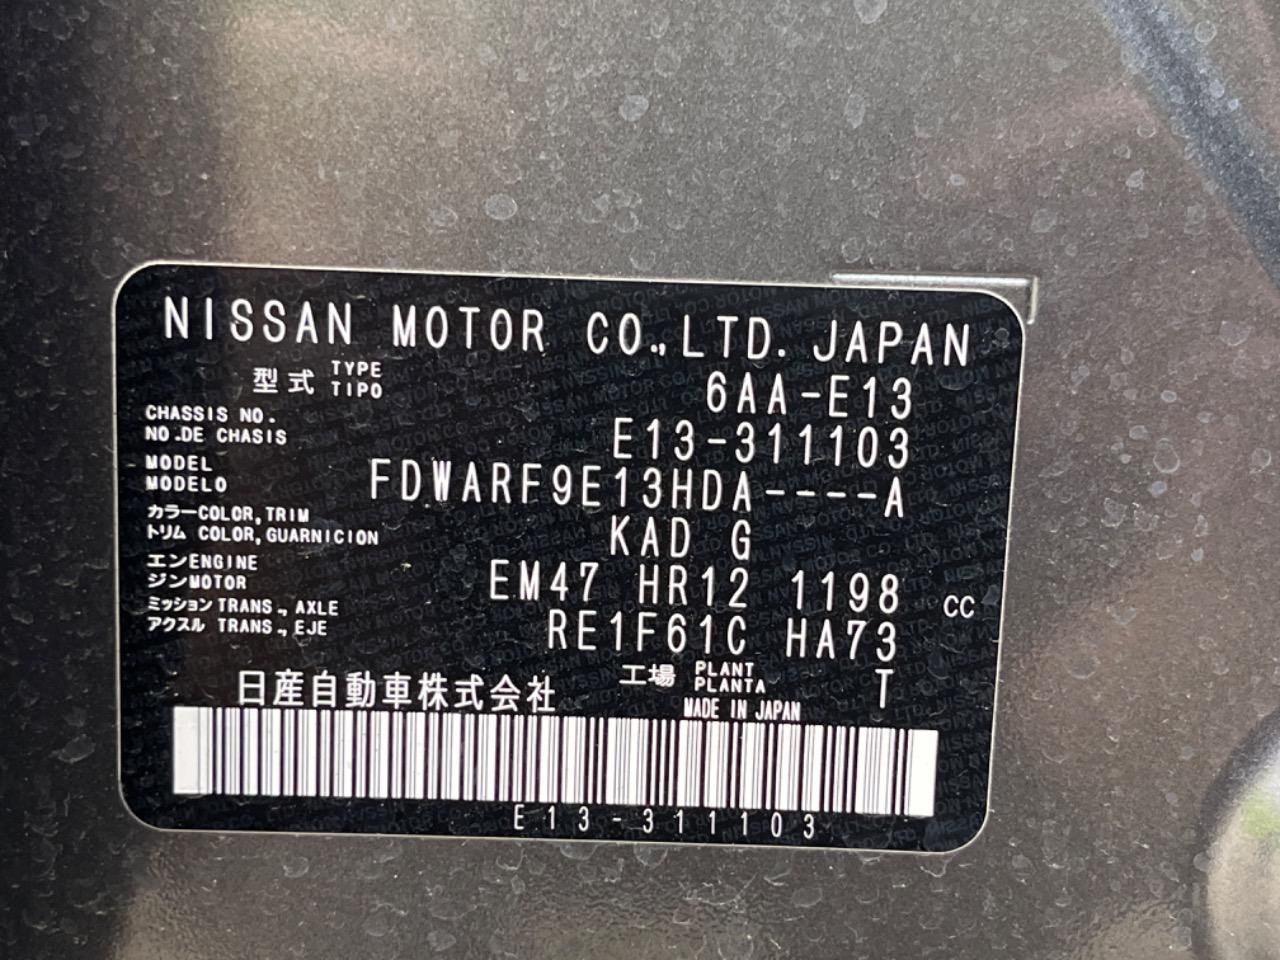 NISSAN MOTOR CO.,LTD. JAPAN
型式 TYPE TIPO 6AA-E13
CHASSIS NO. NO.DE CHASIS E13-311103
MODEL MODELO FDWARF9E13HDA----A
カラー COLOR,TRIM トリム COLOR,GUARNICION KAD G
エンジン ENGINE MOTOR EM47 HR12 1198 CC
ミッション TRANS., AXLE アクスル TRANS., EJE RE1F61C HA73
日産自動車株式会社 工場 PLANT PLANTA T
MADE IN JAPAN
E13-311103